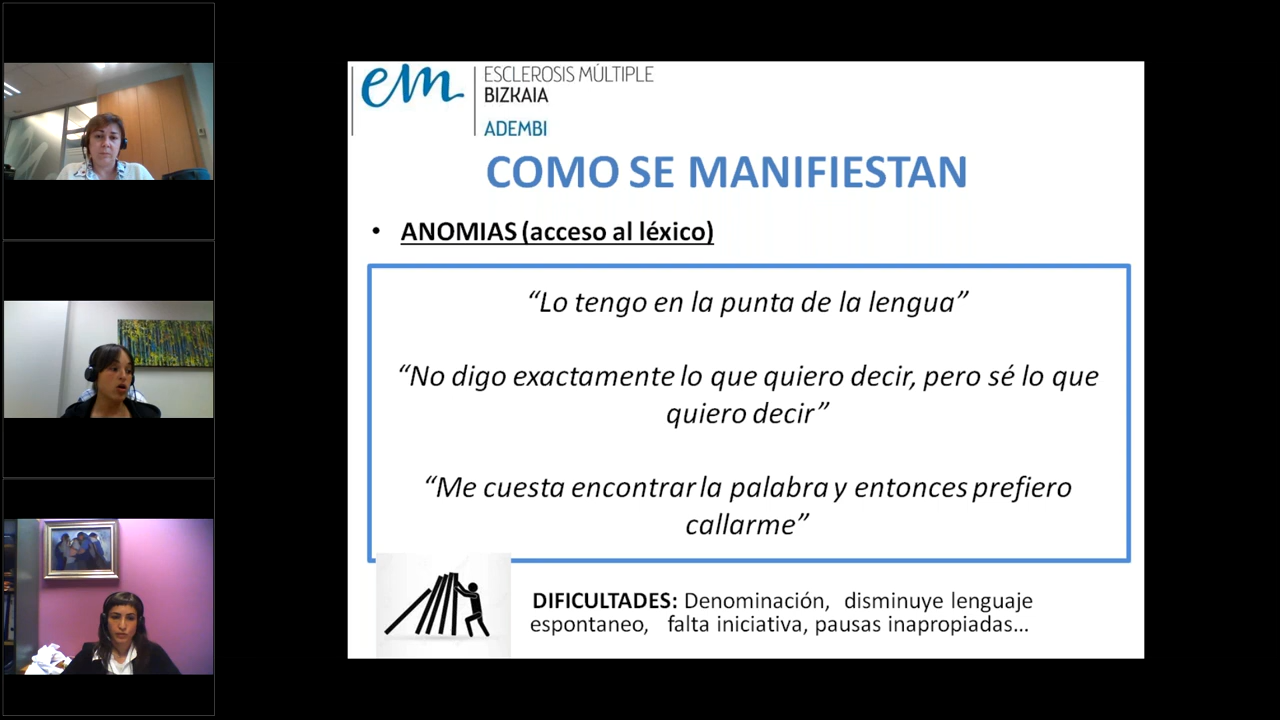 em
ESCLEROSIS MÚLTIPLE
BIZKAIA
ADEMBI
COMO SE MANIFIESTAN
• ANOMIAS (acceso al léxico)
“Lo tengo en la punta de la lengua”
“No digo exactamente lo que quiero decir, pero sé lo que
quiero decir”
“Me cuesta encontrar la palabra y entonces prefiero
callarme”
DIFICULTADES: Denominación, disminuye lenguaje
espontaneo, falta iniciativa, pausas inapropiadas...